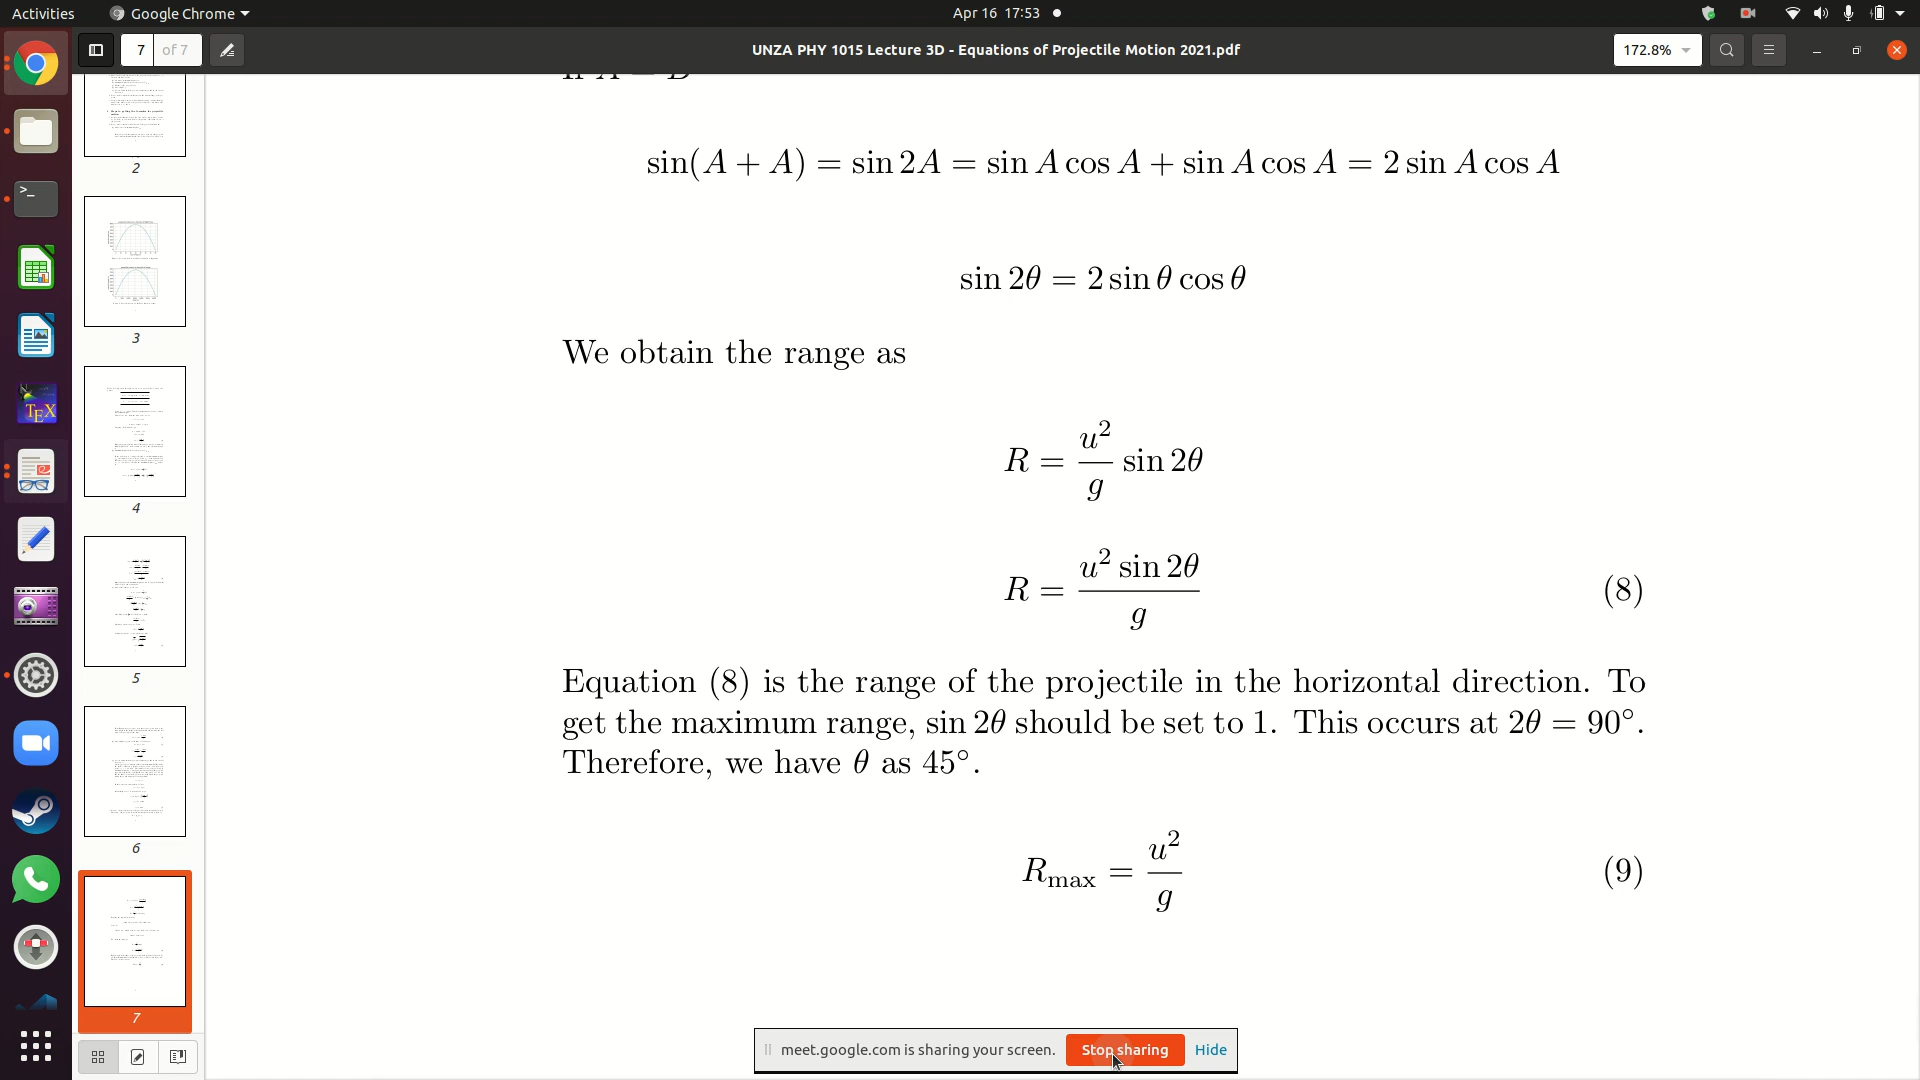 Activities Google Chrome Apr 16 17:53
7 of 7 UNZA PHY 1015 Lecture 3D - Equations of Projectile Motion 2021.pdf 172.8%
sin(A + A) = sin 2A = sin A cos A + sin A cos A = 2 sin A cos A
sin 2θ = 2 sin θ cos θ
We obtain the range as
R = u²/g sin 2θ
R = u² sin 2θ/g (8)
Equation (8) is the range of the projectile in the horizontal direction. To
get the maximum range, sin 2θ should be set to 1. This occurs at 2θ = 90°.
Therefore, we have θ as 45°.
R_max = u²/g (9)
2
3
4
5
6
7
TEX
meet.google.com is sharing your screen. Stop sharing Hide